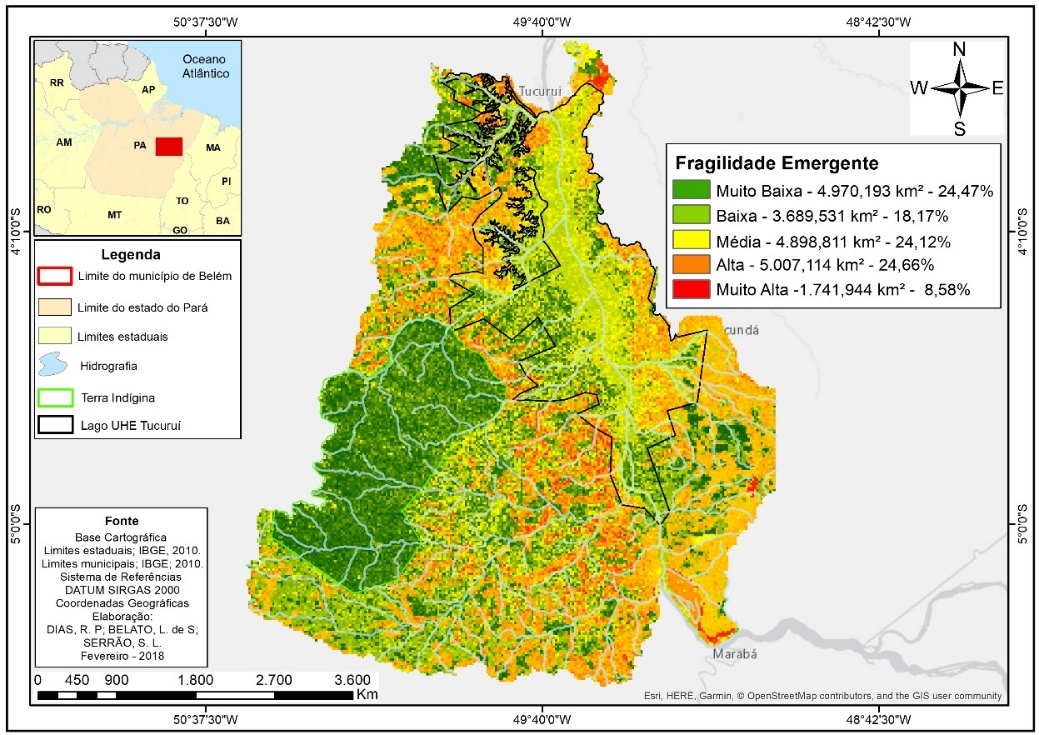 50°37'30"W
49°40'0"W
48°42'30"W
Oceano
Atlântico
RR
AP
AM
PA
MA
PI
TO
RO
MT
BA
GO
Tucuruí
N
W
E
S
Fragilidade Emergente
Muito Baixa - 4.970,193 km² - 24,47%
Baixa - 3.689,531 km² - 18,17%
Média - 4.898,811 km² - 24,12%
Alta - 5.007,114 km² - 24,66%
Muito Alta -1.741,944 km² - 8,58%
4°10'0"S
4°10'0"S
Legenda
Limite do município de Belém
Limite do estado do Pará
Limites estaduais
Hidrografia
Terra Indígina
Lago UHE Tucuruí
cundá
5°0'0"S
5°0'0"S
Fonte
Base Cartográfica
Limites estaduais; IBGE, 2010.
Limites municipais; IBGE; 2010.
Sistema de Referências
DATUM SIRGAS 2000
Coordenadas Geográficas
Elaboração:
DIAS, R. P; BELATO, L. de S;
SERRÃO, S. L.
Fevereiro - 2018
Marabá
0 450 900 1.800 2.700 3.600
Km
Esri, HERE, Garmin, © OpenStreetMap contributors, and the GIS user community
50°37'30"W
49°40'0"W
48°42'30"W